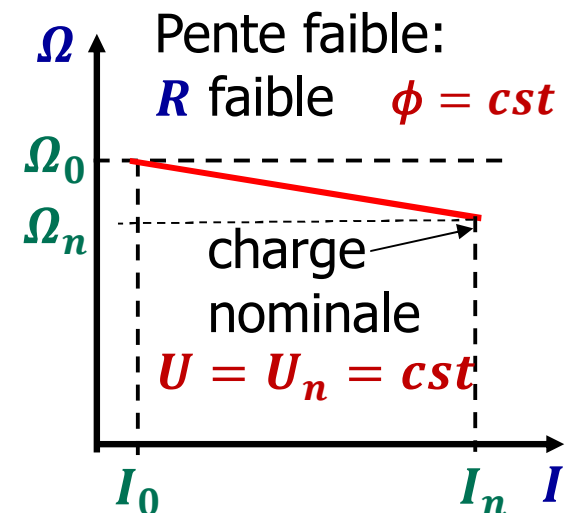 Ω Pente faible:
R faible ϕ = cst
Ω₀
Ωₙ
charge
nominale
U = Uₙ = cst
I₀ Iₙ I